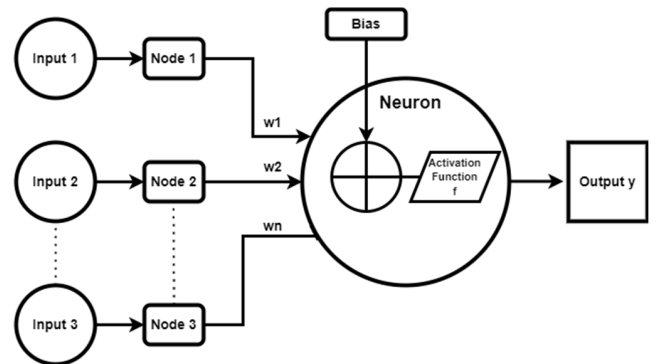 Bias
Input 1
Node 1
Neuron
w1
w2
Input 2
Node 2
Activation
Function
f
Output y
wn
Input 3
Node 3